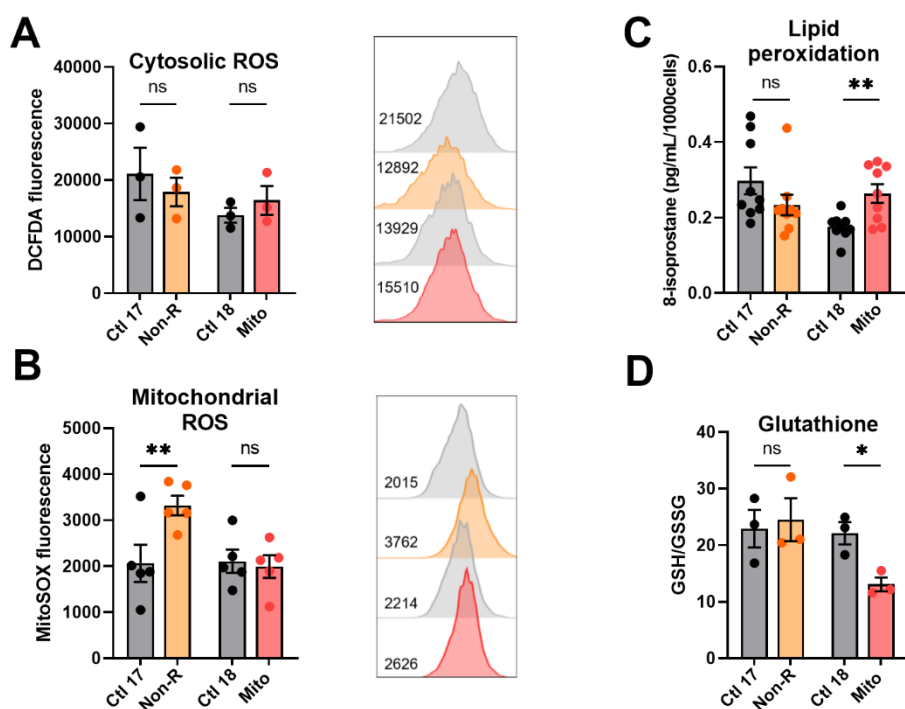 A
Cytosolic ROS
DCFDA fluorescence
40000
30000
20000
10000
0
ns
ns
Ctl 17
Non-R
Ctl 18
Mito
21502
12892
13929
15510
B
Mitochondrial
ROS
MitoSOX fluorescence
5000
4000
3000
2000
1000
0
**
ns
Ctl 17
Non-R
Ctl 18
Mito
2015
3762
2214
2626
C
Lipid
peroxidation
8-isoprostane (pg/mL/1000cells)
0.6
0.4
0.2
0.0
ns
**
Ctl 17
Non-R
Ctl 18
Mito
D
Glutathione
GSH/GSSG
40
30
20
10
0
ns
*
Ctl 17
Non-R
Ctl 18
Mito